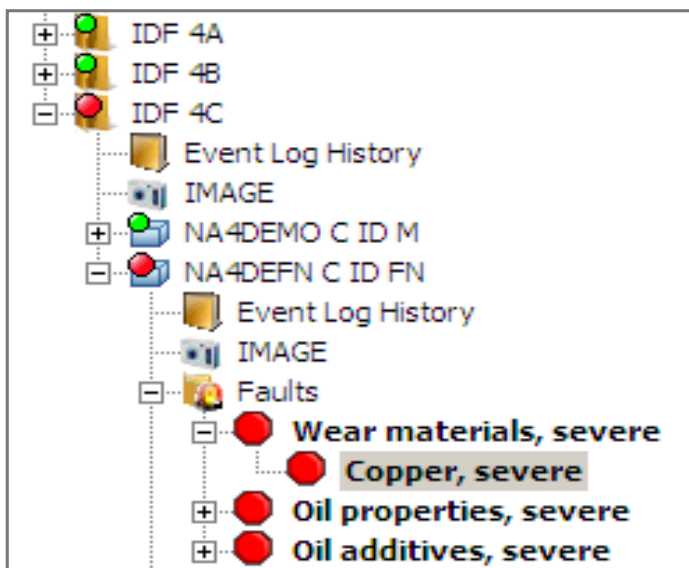 IDF 4A
IDF 4B
IDF 4C
Event Log History
IMAGE
NA4DEMO C ID M
NA4DEFN C ID FN
Event Log History
IMAGE
Faults
Wear materials, severe
Copper, severe
Oil properties, severe
Oil additives, severe